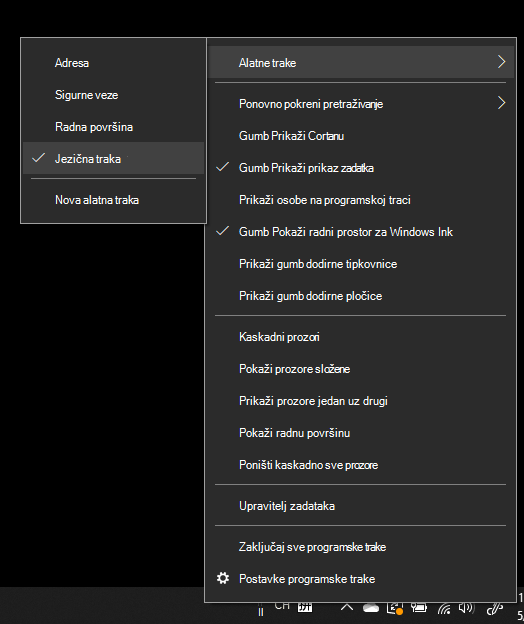 Adresa
Sigurne veze
Radna površina
Jezična traka
Nova alatna traka
Alatne trake
Ponovno pokreni pretraživanje
Gumb Prikaži Cortanu
Gumb Prikaži prikaz zadatka
Prikaži osobe na programskoj traci
Gumb Pokaži radni prostor za Windows Ink
Prikaži gumb dodirne tipkovnice
Prikaži gumb dodirne pločice
Kaskadni prozori
Pokaži prozore složene
Prikaži prozore jedan uz drugi
Pokaži radnu površinu
Poništi kaskadno sve prozore
Upravitelj zadataka
Zaključaj sve programske trake
Postavke programske trake
CH 拼